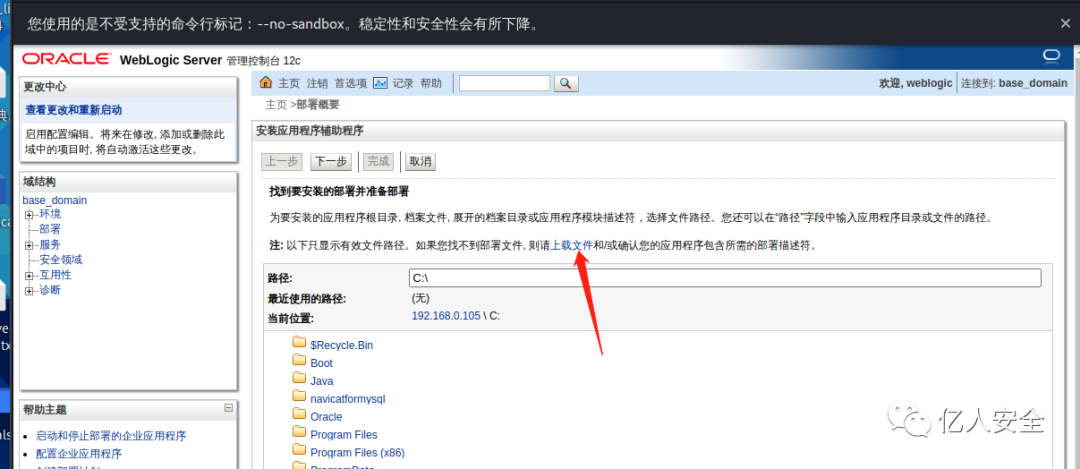 您使用的是不受支持的命令行标记：--no-sandbox。稳定性和安全性会有所下降。
ORACLE WebLogic Server 管理控制台 12c
更改中心
查看更改和重新启动
启用配置编辑。将来在修改, 添加或删除此
域中的项目时, 将自动激活这些更改。
域结构
base_domain
环境
部署
服务
安全领域
互用性
诊断
帮助主题
启动和停止部署的企业应用程序
配置企业应用程序
主页 注销 首选项 记录 帮助
欢迎, weblogic 连接到: base_domain
主页 >部署概要
安装应用程序辅助程序
上一步 下一步 完成 取消
找到要安装的部署并准备部署
为要安装的应用程序根目录, 档案文件, 展开的档案目录或应用程序模块描述符，选择文件路径。您还可以在“路径”字段中输入应用程序目录或文件的路径。
注: 以下只显示有效文件路径。如果您找不到部署文件, 则请上载文件和/或确认您的应用程序包含所需的部署描述符。
路径: C:\
最近使用的路径: (无)
当前位置: 192.168.0.105 \ C:
$Recycle.Bin
Boot
Java
navicatformysql
Oracle
Program Files
Program Files (x86)
ProgramData
亿人安全